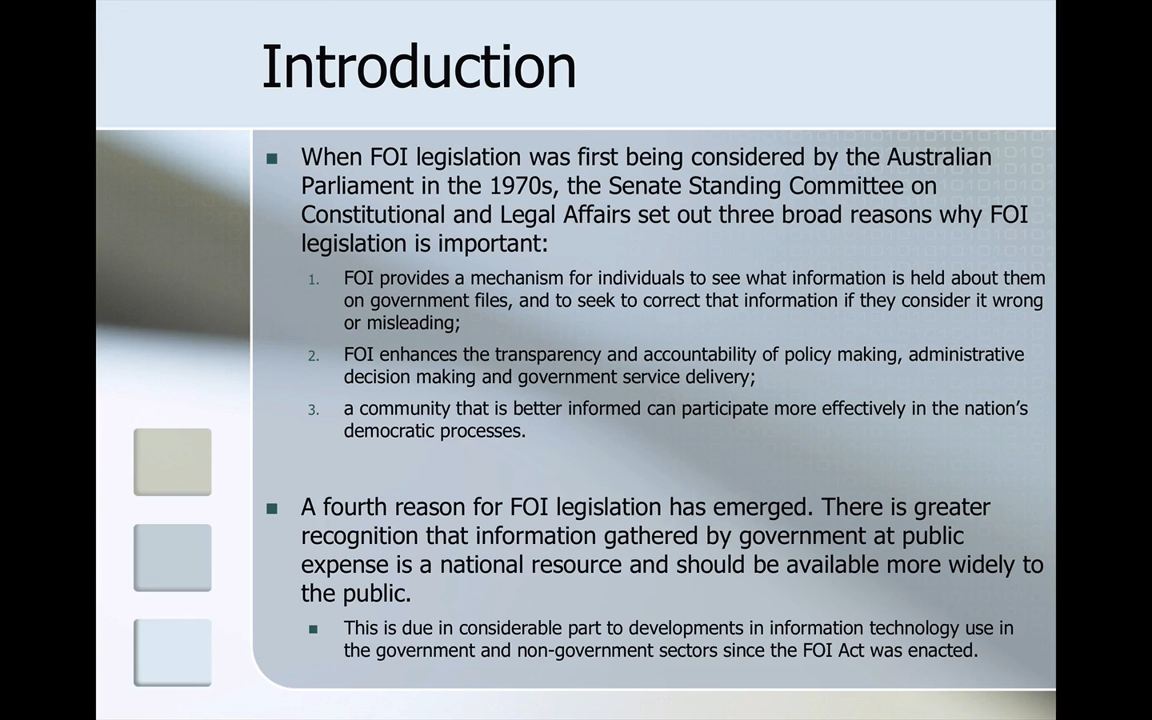 Introduction
■ When FOI legislation was first being considered by the Australian
Parliament in the 1970s, the Senate Standing Committee on
Constitutional and Legal Affairs set out three broad reasons why FOI
legislation is important:
1. FOI provides a mechanism for individuals to see what information is held about them
on government files, and to seek to correct that information if they consider it wrong
or misleading;
2. FOI enhances the transparency and accountability of policy making, administrative
decision making and government service delivery;
3. a community that is better informed can participate more effectively in the nation’s
democratic processes.
■ A fourth reason for FOI legislation has emerged. There is greater
recognition that information gathered by government at public
expense is a national resource and should be available more widely to
the public.
■ This is due in considerable part to developments in information technology use in
the government and non-government sectors since the FOI Act was enacted.